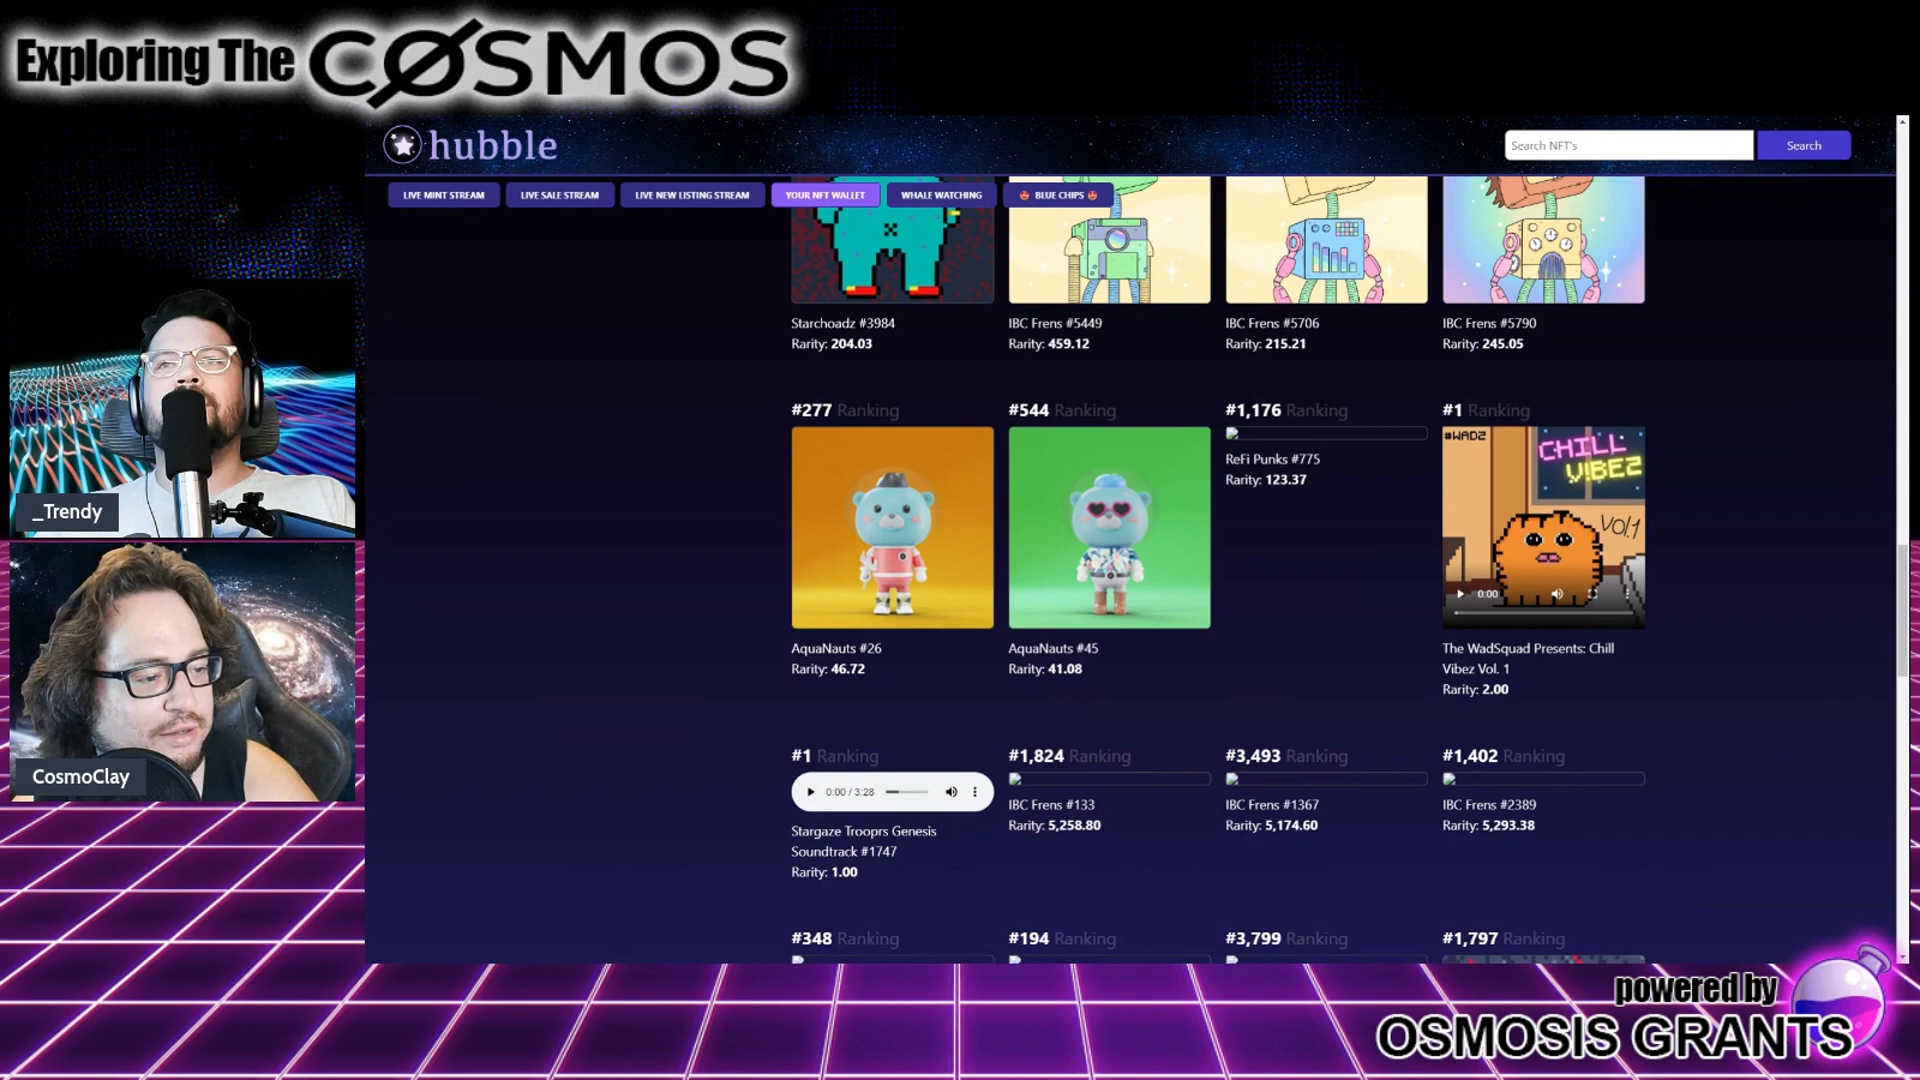 Exploring The COSMOS
hubble
Search NFT's
Search
LIVE MINT STREAM
LIVE SALE STREAM
LIVE NEW LISTING STREAM
YOUR NFT WALLET
WHALE WATCHING
BLUE CHIPS
Starchoadz #3984
Rarity: 204.03
IBC Frens #5449
Rarity: 459.12
IBC Frens #5706
Rarity: 215.21
IBC Frens #5790
Rarity: 245.05
#277 Ranking
AquaNauts #26
Rarity: 46.72
#544 Ranking
AquaNauts #45
Rarity: 41.08
#1,176 Ranking
ReFi Punks #775
Rarity: 123.37
#1 Ranking
#WADZ
CHILL
VIBEZ
VOL.1
0:00
The WadSquad Presents: Chill
Vibez Vol. 1
Rarity: 2.00
#1 Ranking
0:00 / 3:28
Stargaze Trooprs Genesis
Soundtrack #1747
Rarity: 1.00
#1,824 Ranking
IBC Frens #133
Rarity: 5,258.80
#3,493 Ranking
IBC Frens #1367
Rarity: 5,174.60
#1,402 Ranking
IBC Frens #2389
Rarity: 5,293.38
#348 Ranking
#194 Ranking
#3,799 Ranking
#1,797 Ranking
_Trendy
CosmoClay
powered by
OSMOSIS GRANTS